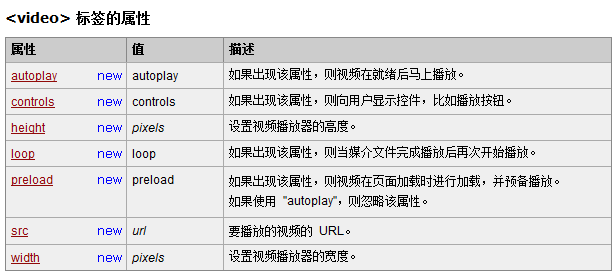 <video> 标签的属性
属性 值 描述
autoplay new autoplay 如果出现该属性，则视频在就绪后马上播放。
controls new controls 如果出现该属性，则向用户显示控件，比如播放按钮。
height new pixels 设置视频播放器的高度。
loop new loop 如果出现该属性，则当媒介文件完成播放后再次开始播放。
preload new preload 如果出现该属性，则视频在页面加载时进行加载，并预备播放。
如果使用 "autoplay"，则忽略该属性。
src new url 要播放的视频的 URL。
width new pixels 设置视频播放器的宽度。